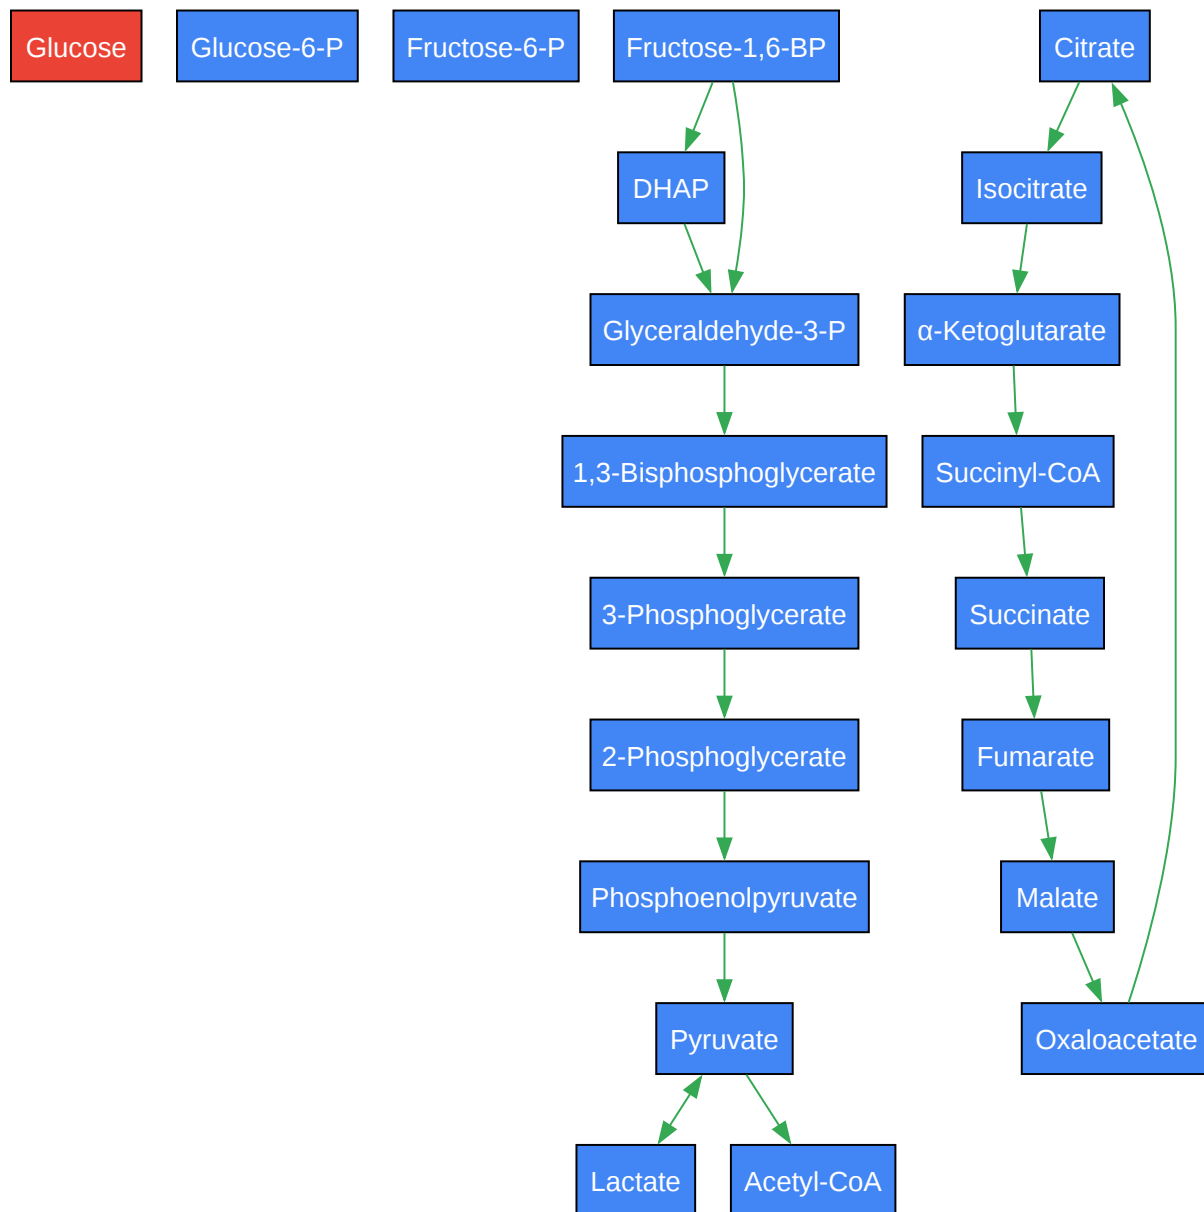 Glucose
Glucose-6-P
Fructose-6-P
Fructose-1,6-BP
Citrate
DHAP
Isocitrate
Glyceraldehyde-3-P
α-Ketoglutarate
1,3-Bisphosphoglycerate
Succinyl-CoA
3-Phosphoglycerate
Succinate
2-Phosphoglycerate
Fumarate
Phosphoenolpyruvate
Malate
Pyruvate
Oxaloacetate
Lactate
Acetyl-CoA